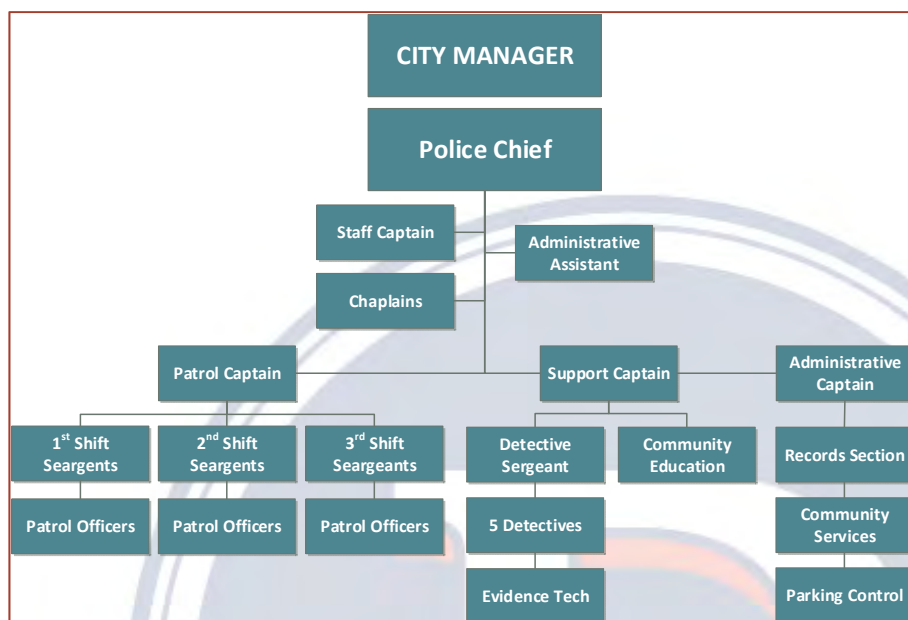 CITY MANAGER
Police Chief
Staff Captain
Administrative
Assistant
Chaplains
Patrol Captain
Support Captain
Administrative
Captain
1st Shift
Seargents
2nd Shift
Seargents
3rd Shift
Seargeants
Detective
Sergeant
Community
Education
Records Section
Patrol Officers
Patrol Officers
Patrol Officers
5 Detectives
Community
Services
Evidence Tech
Parking Control